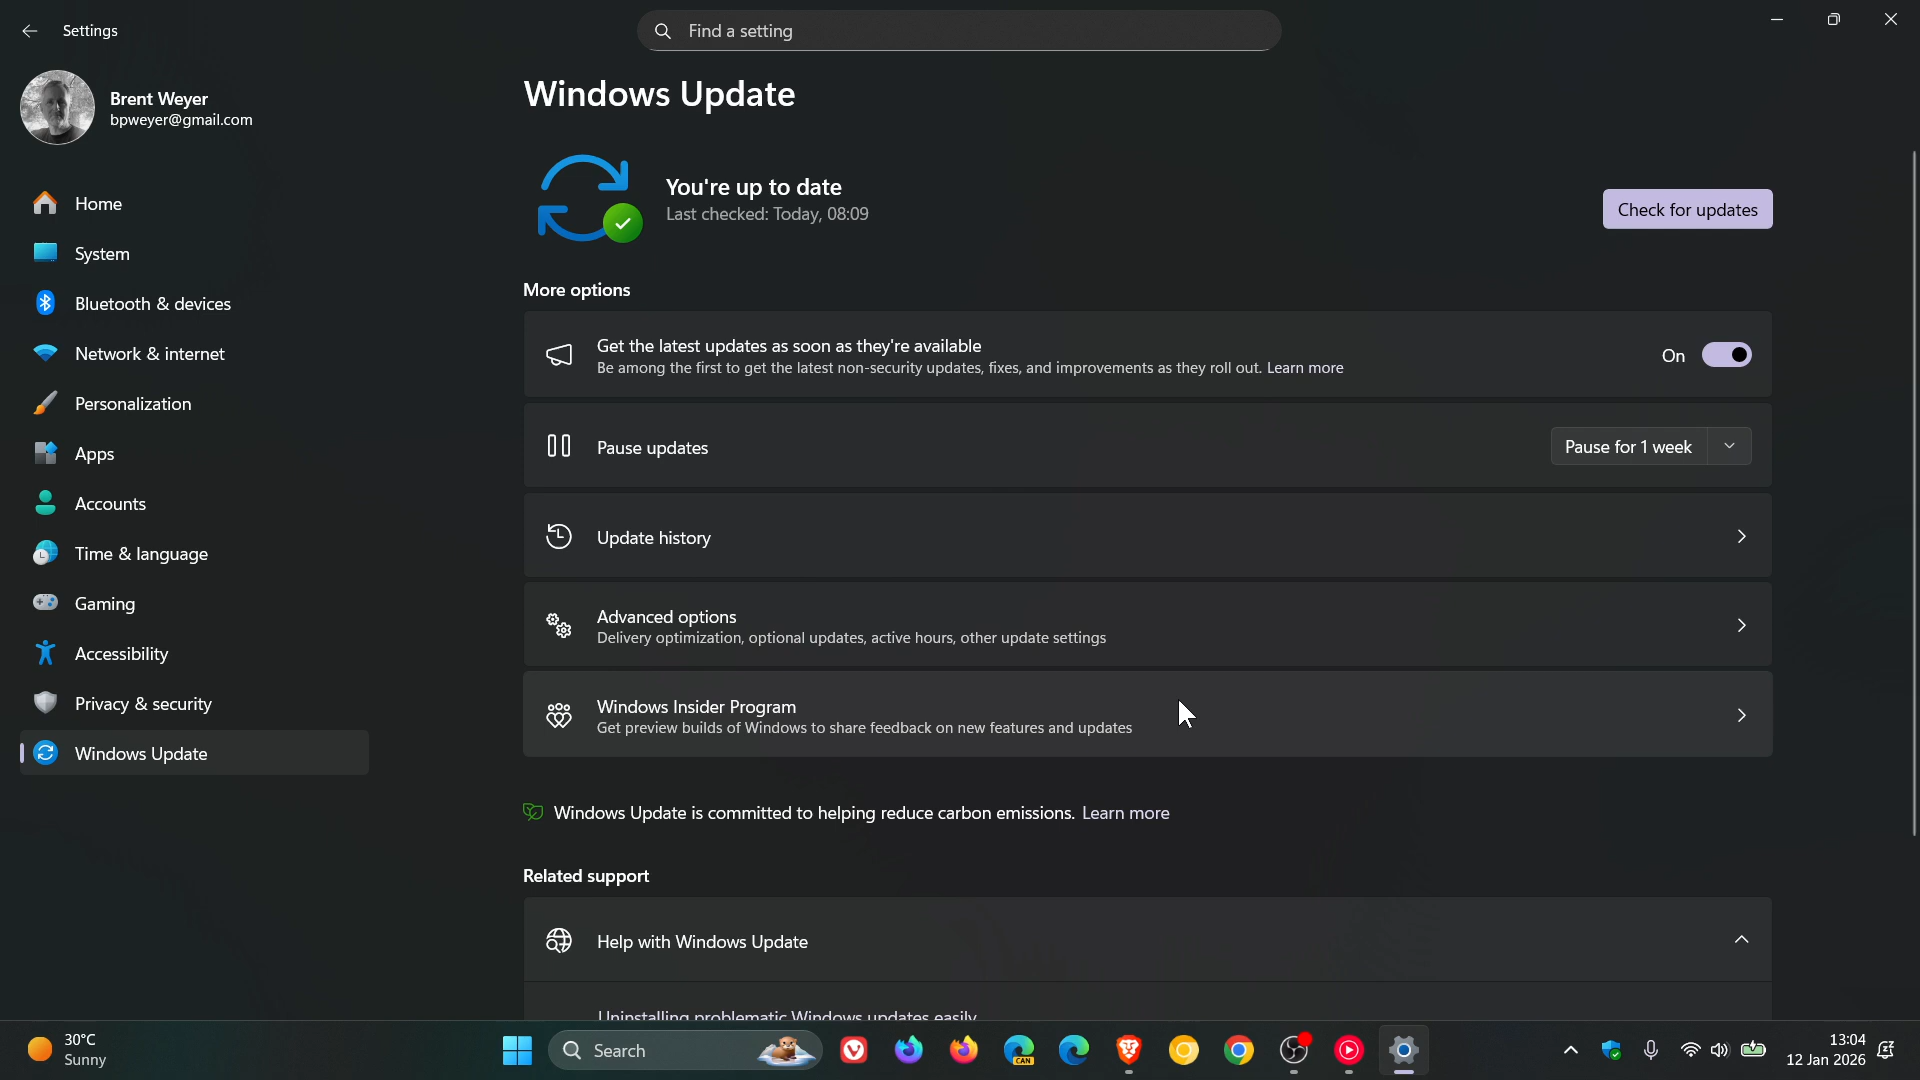 Settings
Find a setting
Brent Weyer
bpweyer@gmail.com
Home
System
Bluetooth & devices
Network & internet
Personalization
Apps
Accounts
Time & language
Gaming
Accessibility
Privacy & security
Windows Update
Windows Update
You're up to date
Last checked: Today, 08:09
Check for updates
More options
Get the latest updates as soon as they're available
Be among the first to get the latest non-security updates, fixes, and improvements as they roll out. Learn more
On
Pause updates
Pause for 1 week
Update history
Advanced options
Delivery optimization, optional updates, active hours, other update settings
Windows Insider Program
Get preview builds of Windows to share feedback on new features and updates
Windows Update is committed to helping reduce carbon emissions. Learn more
Related support
Help with Windows Update
Uninstalling problematic Windows updates easily
30°C
Sunny
Search
CAN
13:04
12 Jan 2026